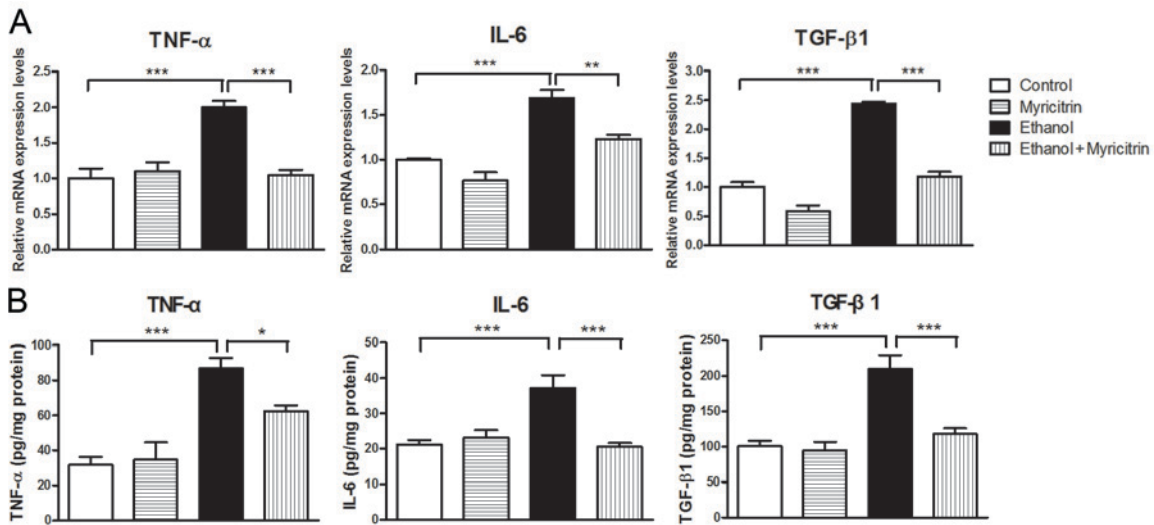 A
TNF-α
Relative mRNA expression levels
2.5
2.0
1.5
1.0
0.5
0.0
***
***
IL-6
Relative mRNA expression levels
2.0
1.5
1.0
0.5
0.0
***
**
TGF-β1
Relative mRNA expression levels
3.0
2.5
2.0
1.5
1.0
0.5
0.0
***
***
Control
Myricitrin
Ethanol
Ethanol+Myricitrin
B
TNF-α
TNF-α (pg/mg protein)
100
80
60
40
20
0
***
*
IL-6
IL-6 (pg/mg protein)
50
40
30
20
10
0
***
***
TGF-β 1
TGF-β1 (pg/mg protein)
250
200
150
100
50
0
***
***